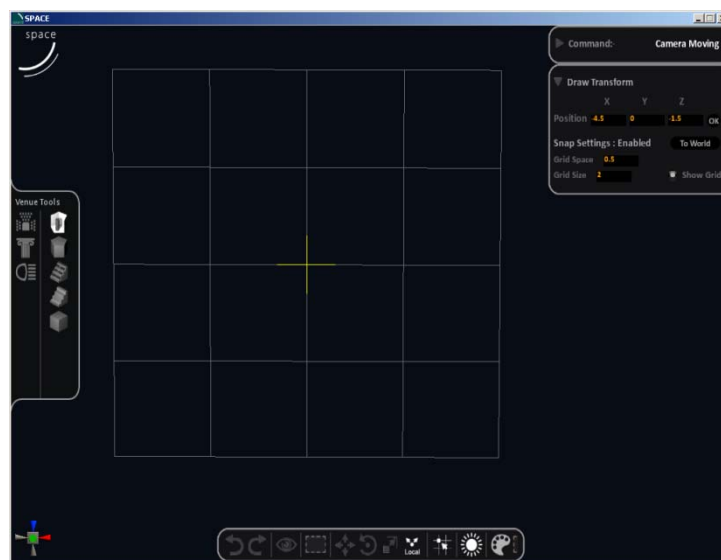 SPACE
space
Command:-    Camera Moving
Draw Transform
X    Y    Z
Position -4.5    0    -1.5    OK
Snap Settings : Enabled    To World
Grid Space 0.5
Grid Size 2    Show Grid
Venue Tools
Local